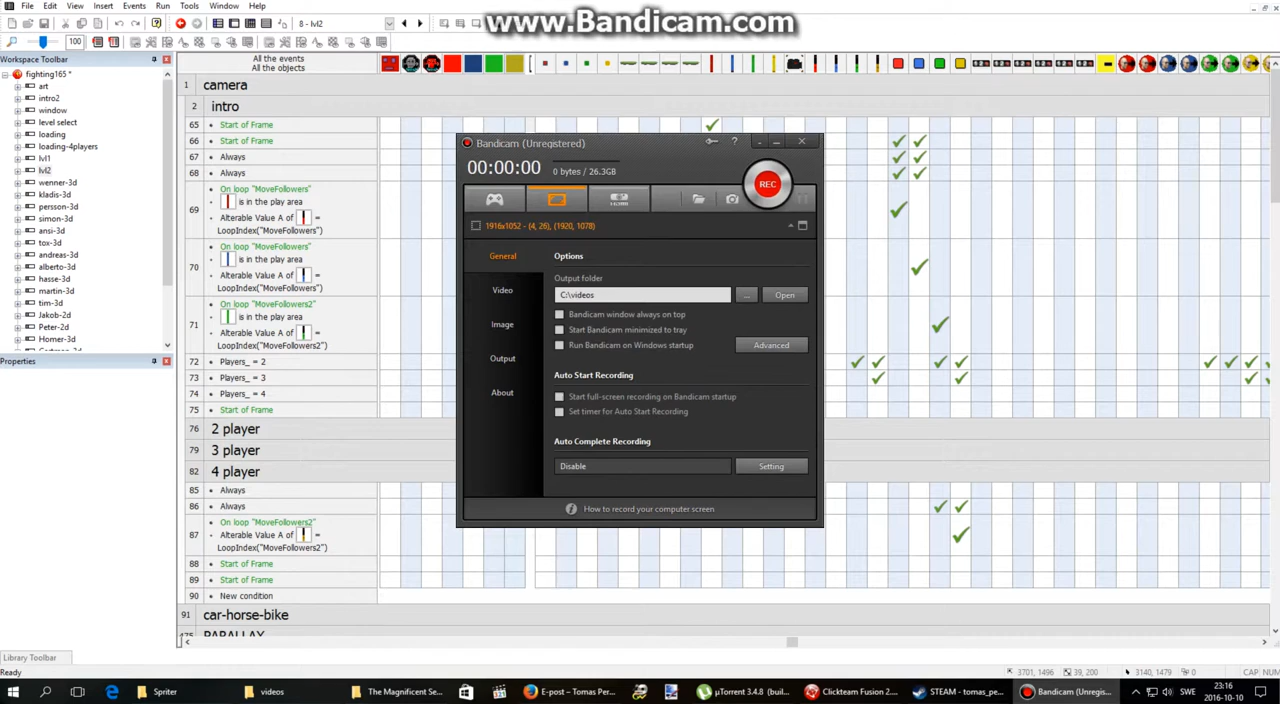 www.Bandicam.com
File Edit View Insert Events Run Tools Window Help
8 - lvl2
100
Workspace Toolbar
fighting165 *
art
intro2
window
level select
loading
loading-4players
lvl1
lvl2
wenner-3d
kladis-3d
persson-3d
simon-3d
ansi-3d
tox-3d
andreas-3d
alberto-3d
hasse-3d
martin-3d
tim-3d
Jakob-2d
Peter-2d
Homer-2d
Cartman-2d
Properties
Library Toolbar
Ready
All the events
All the objects
1 camera
2 intro
65 Start of Frame
66 Start of Frame
67 Always
68 Always
69 On loop "MoveFollowers"
is in the play area
Alterable Value A of =
LoopIndex("MoveFollowers")
70 On loop "MoveFollowers"
is in the play area
Alterable Value A of =
LoopIndex("MoveFollowers")
71 On loop "MoveFollowers2"
is in the play area
Alterable Value A of =
LoopIndex("MoveFollowers2")
72 Players_ = 2
73 Players_ = 3
74 Players_ = 4
75 Start of Frame
76 2 player
79 3 player
82 4 player
85 Always
86 Always
87 On loop "MoveFollowers2"
Alterable Value A of =
LoopIndex("MoveFollowers2")
88 Start of Frame
89 Start of Frame
90 New condition
91 car-horse-bike
175 PARALLAX
Bandicam (Unregistered)
00:00:00
0 bytes / 26.3GB
REC
HDMI
1916x1052 - (4, 26), (1920, 1078)
General
Video
Image
Output
About
Options
Output folder
C:\videos
...
Open
Bandicam window always on top
Start Bandicam minimized to tray
Run Bandicam on Windows startup
Advanced
Auto Start Recording
Start full-screen recording on Bandicam startup
Set timer for Auto Start Recording
Auto Complete Recording
Disable
Setting
How to record your computer screen
3701, 1496
39, 200
3140, 1479
0
CAP NUM
Spriter
videos
The Magnificent Se...
E-post – Tomas Per...
µTorrent 3.4.8 (buil...
Clickteam Fusion 2....
STEAM - tomas_pe...
Bandicam (Unregis...
SWE
23:16
2016-10-10